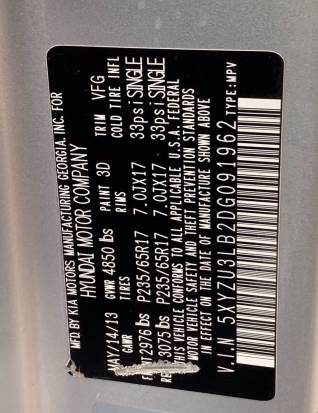 MFD BY KIA MOTORS MANUFACTURING GEORGIA, INC. FOR
HYUNDAI MOTOR COMPANY
PAINT 3D TRIM VFG
MAY/14/13 GVWR 4850 lbs
TIRES RIMS COLD TIRE INFL
2976 lbs P235/65R17 7.0JX17 33psi SINGLE
3075 lbs P235/65R17 7.0JX17 33psi SINGLE
THIS VEHICLE CONFORMS TO ALL APPLICABLE U.S.A. FEDERAL
MOTOR VEHICLE SAFETY AND THEFT PREVENTION STANDARDS
IN EFFECT ON THE DATE OF MANUFACTURE SHOWN ABOVE
V.I.N 5XYZU3LB2DG091962 TYPE:MPV